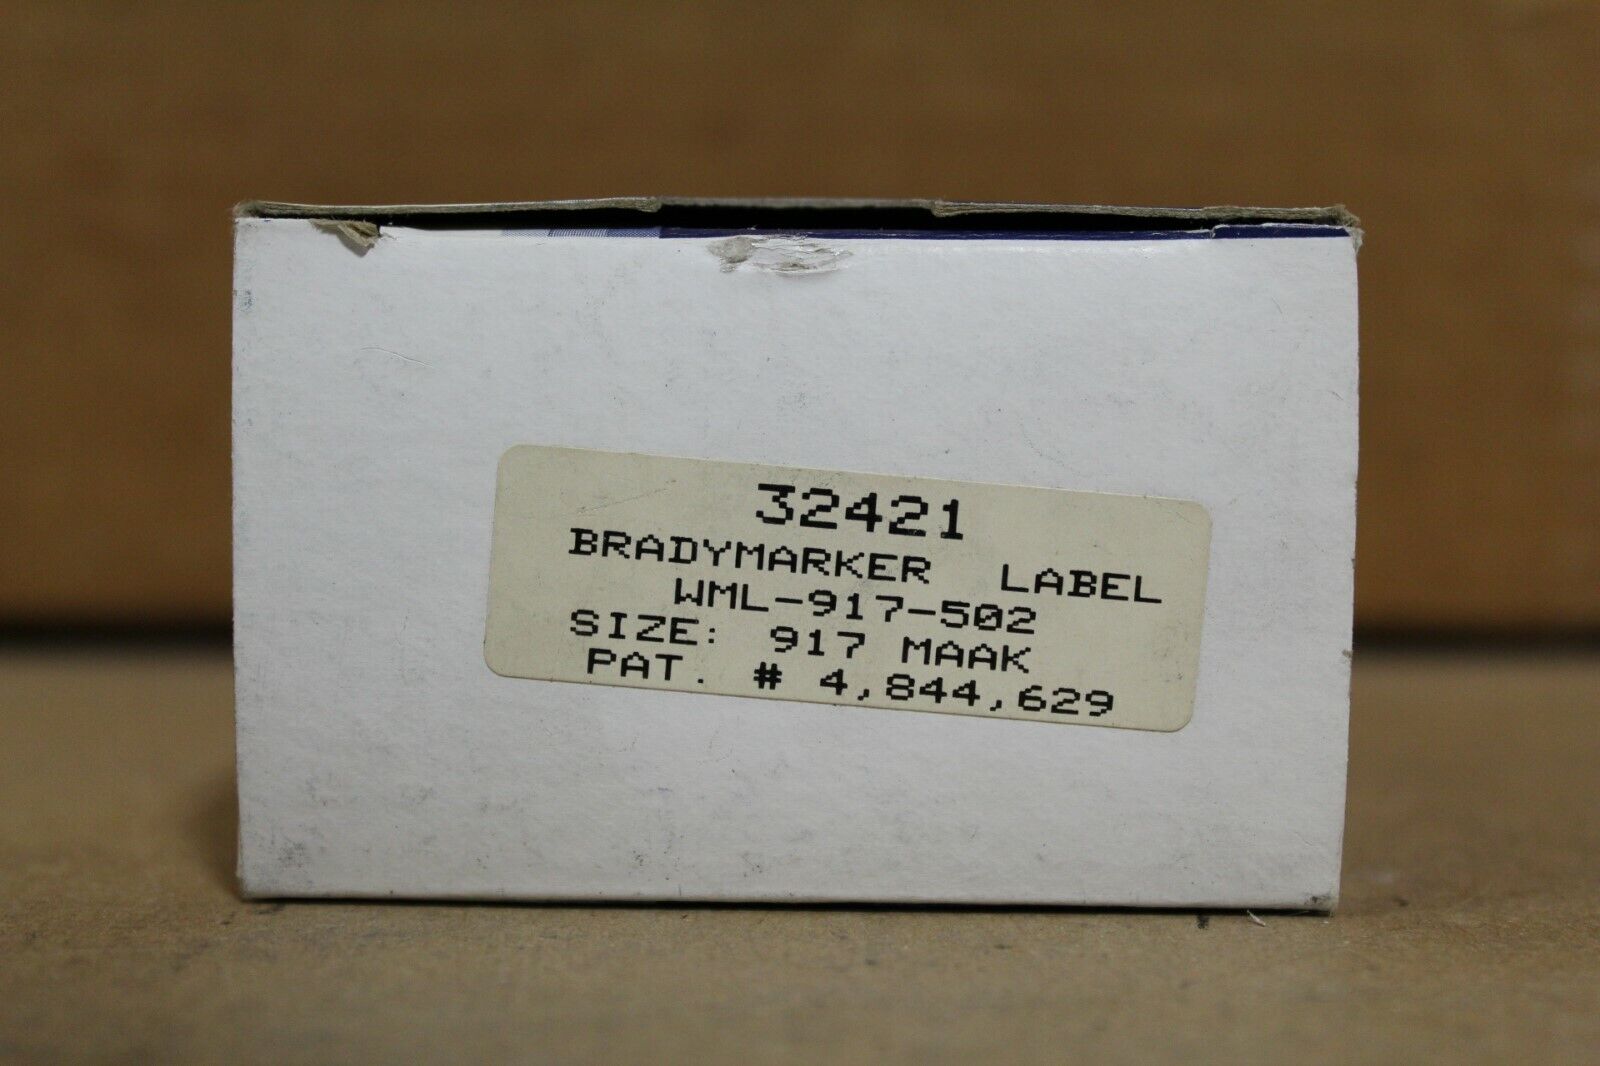 32421
BRADYMARKER LABEL
WML-917-502
SIZE: 917 MAAK
PAT. # 4,844,629